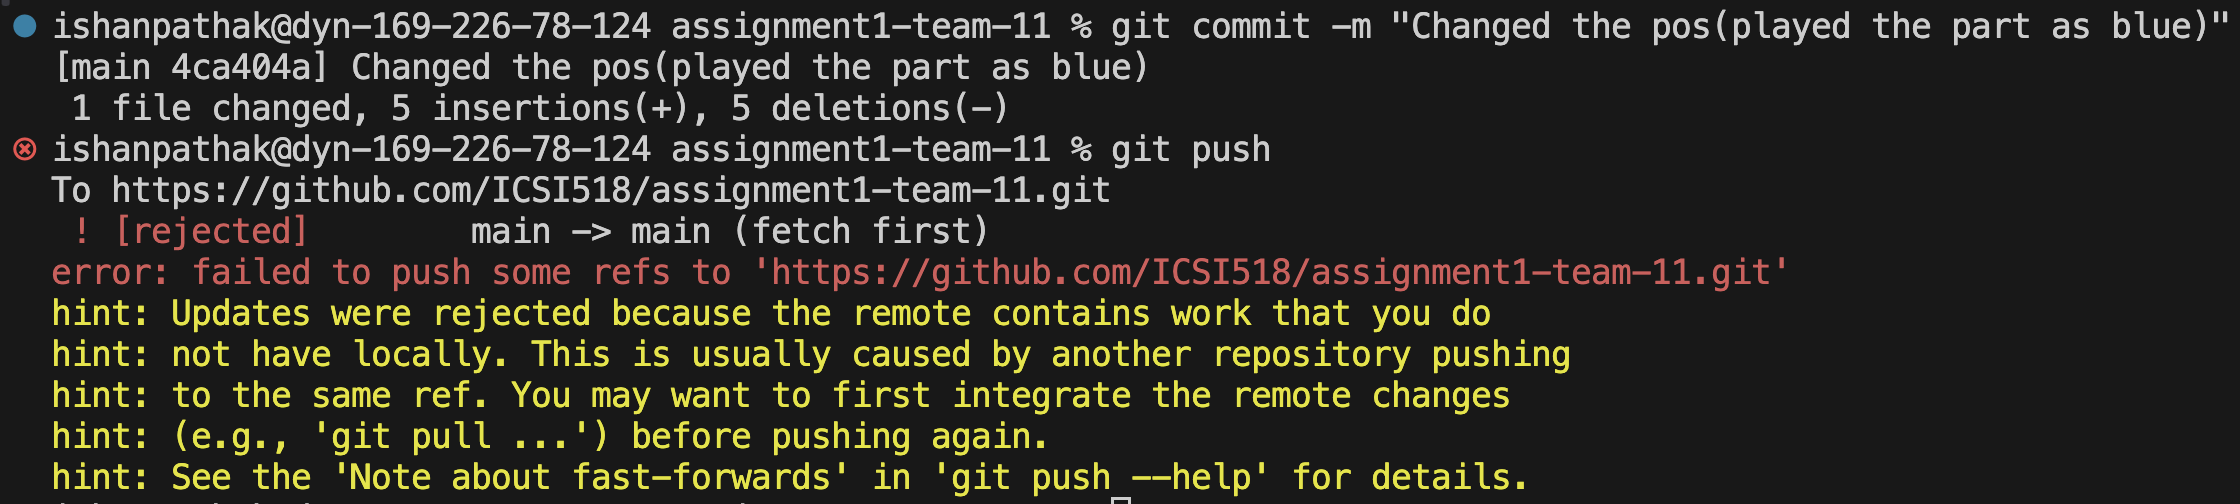 ishanpathak@dyn-169-226-78-124 assignment1-team-11 % git commit -m "Changed the pos(played the part as blue)"
[main 4ca404a] Changed the pos(played the part as blue)
 1 file changed, 5 insertions(+), 5 deletions(-)
ishanpathak@dyn-169-226-78-124 assignment1-team-11 % git push
To https://github.com/ICSI518/assignment1-team-11.git
 ! [rejected]        main -> main (fetch first)
error: failed to push some refs to 'https://github.com/ICSI518/assignment1-team-11.git'
hint: Updates were rejected because the remote contains work that you do
hint: not have locally. This is usually caused by another repository pushing
hint: to the same ref. You may want to first integrate the remote changes
hint: (e.g., 'git pull ...') before pushing again.
hint: See the 'Note about fast-forwards' in 'git push --help' for details.